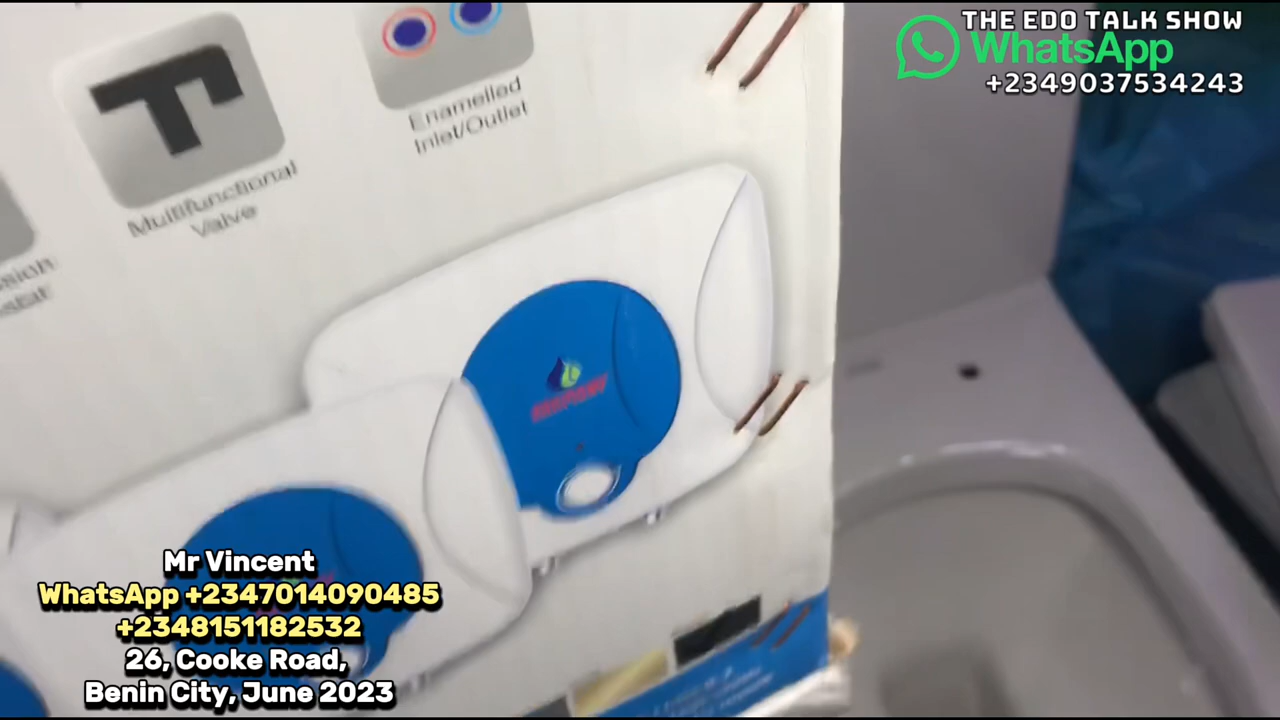 THE EDO TALK SHOW
WhatsApp
+2349037534243
Enamelled
Inlet/Outlet
Multifunctional
Valve
Mr Vincent
WhatsApp +2347014090485
+2348151182532
26, Cooke Road,
Benin City, June 2023